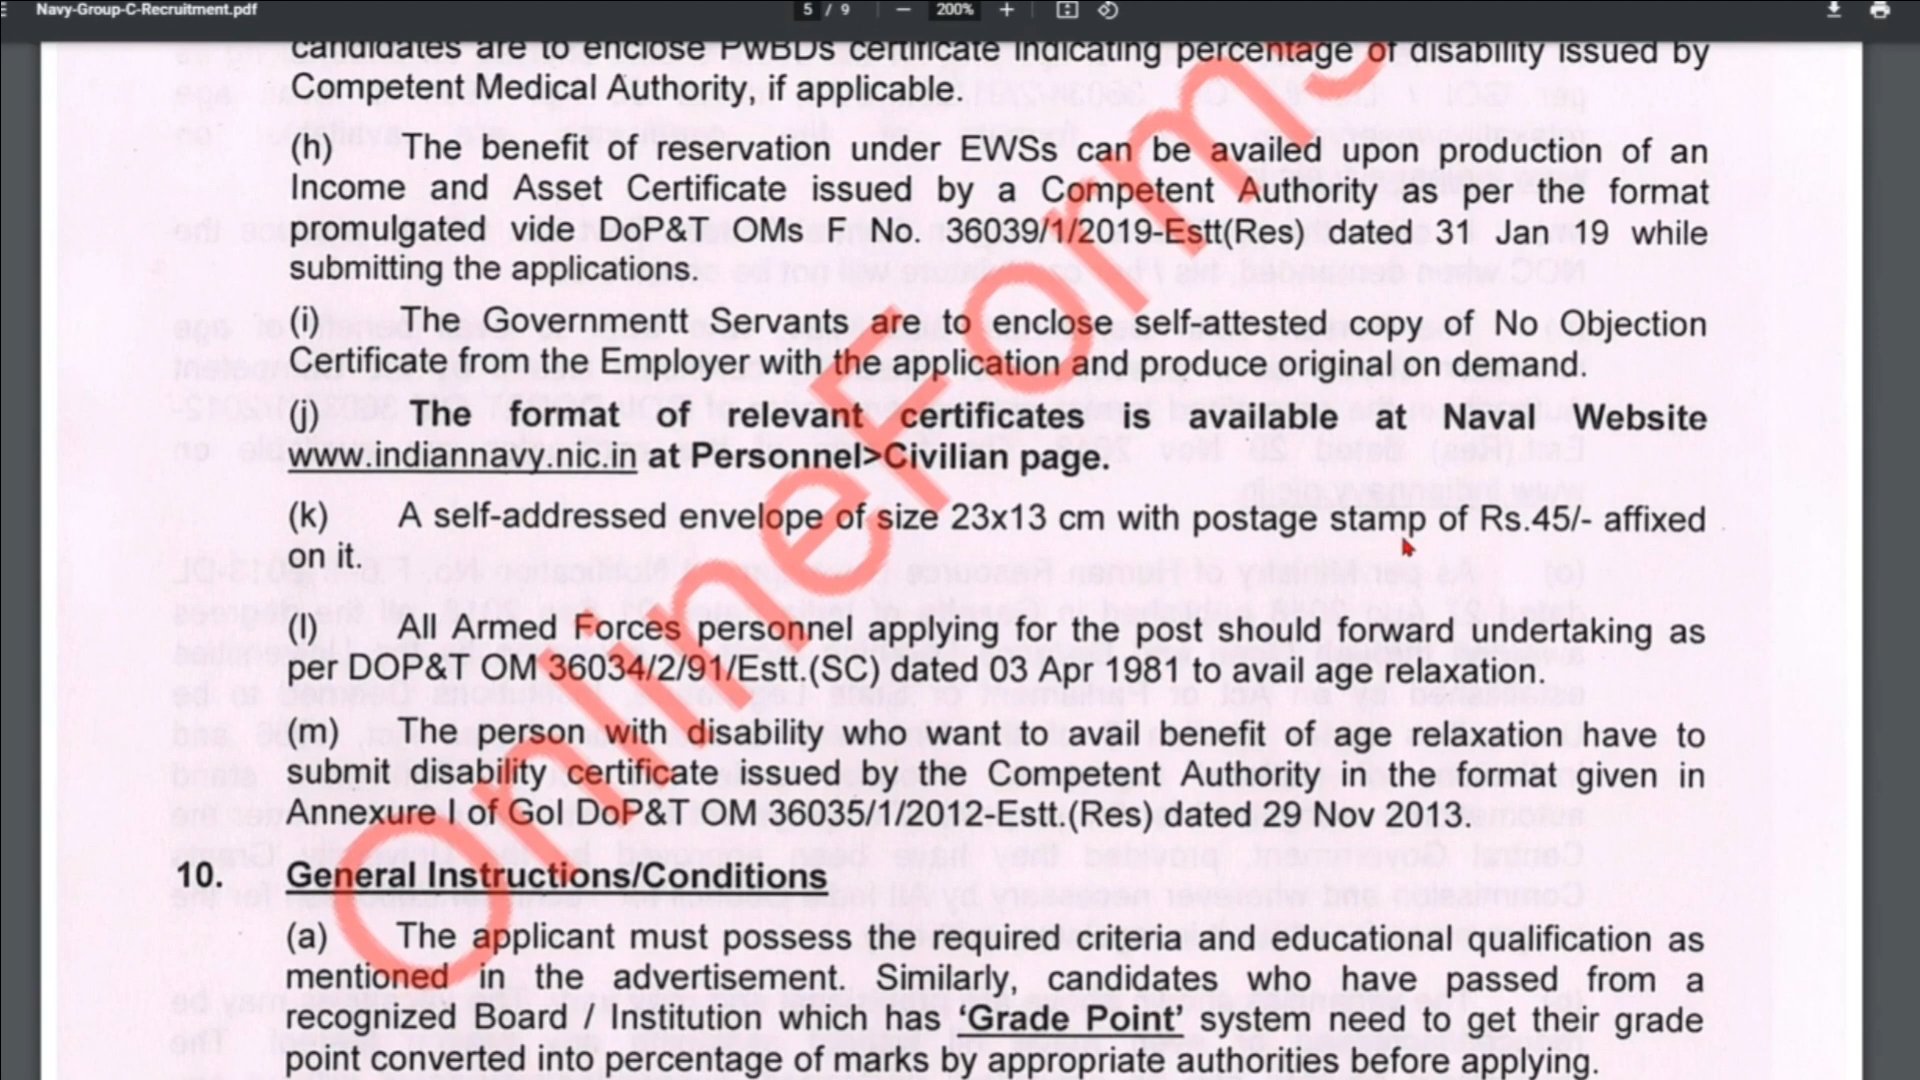 Navy-Group-C-Recruitment.pdf
5 / 9
200%
candidates are to enclose PwBDs certificate indicating percentage of disability issued by
Competent Medical Authority, if applicable.
(h) The benefit of reservation under EWSs can be availed upon production of an
Income and Asset Certificate issued by a Competent Authority as per the format
promulgated vide DoP&T OMs F No. 36039/1/2019-Estt(Res) dated 31 Jan 19 while
submitting the applications.
(i) The Governmentt Servants are to enclose self-attested copy of No Objection
Certificate from the Employer with the application and produce original on demand.
(j) The format of relevant certificates is available at Naval Website
www.indiannavy.nic.in at Personnel>Civilian page.
(k) A self-addressed envelope of size 23x13 cm with postage stamp of Rs.45/- affixed
on it.
(l) All Armed Forces personnel applying for the post should forward undertaking as
per DOP&T OM 36034/2/91/Estt.(SC) dated 03 Apr 1981 to avail age relaxation.
(m) The person with disability who want to avail benefit of age relaxation have to
submit disability certificate issued by the Competent Authority in the format given in
Annexure I of GoI DoP&T OM 36035/1/2012-Estt.(Res) dated 29 Nov 2013.
10. General Instructions/Conditions
(a) The applicant must possess the required criteria and educational qualification as
mentioned in the advertisement. Similarly, candidates who have passed from a
recognized Board / Institution which has ‘Grade Point’ system need to get their grade
point converted into percentage of marks by appropriate authorities before applying.
OnlineForms